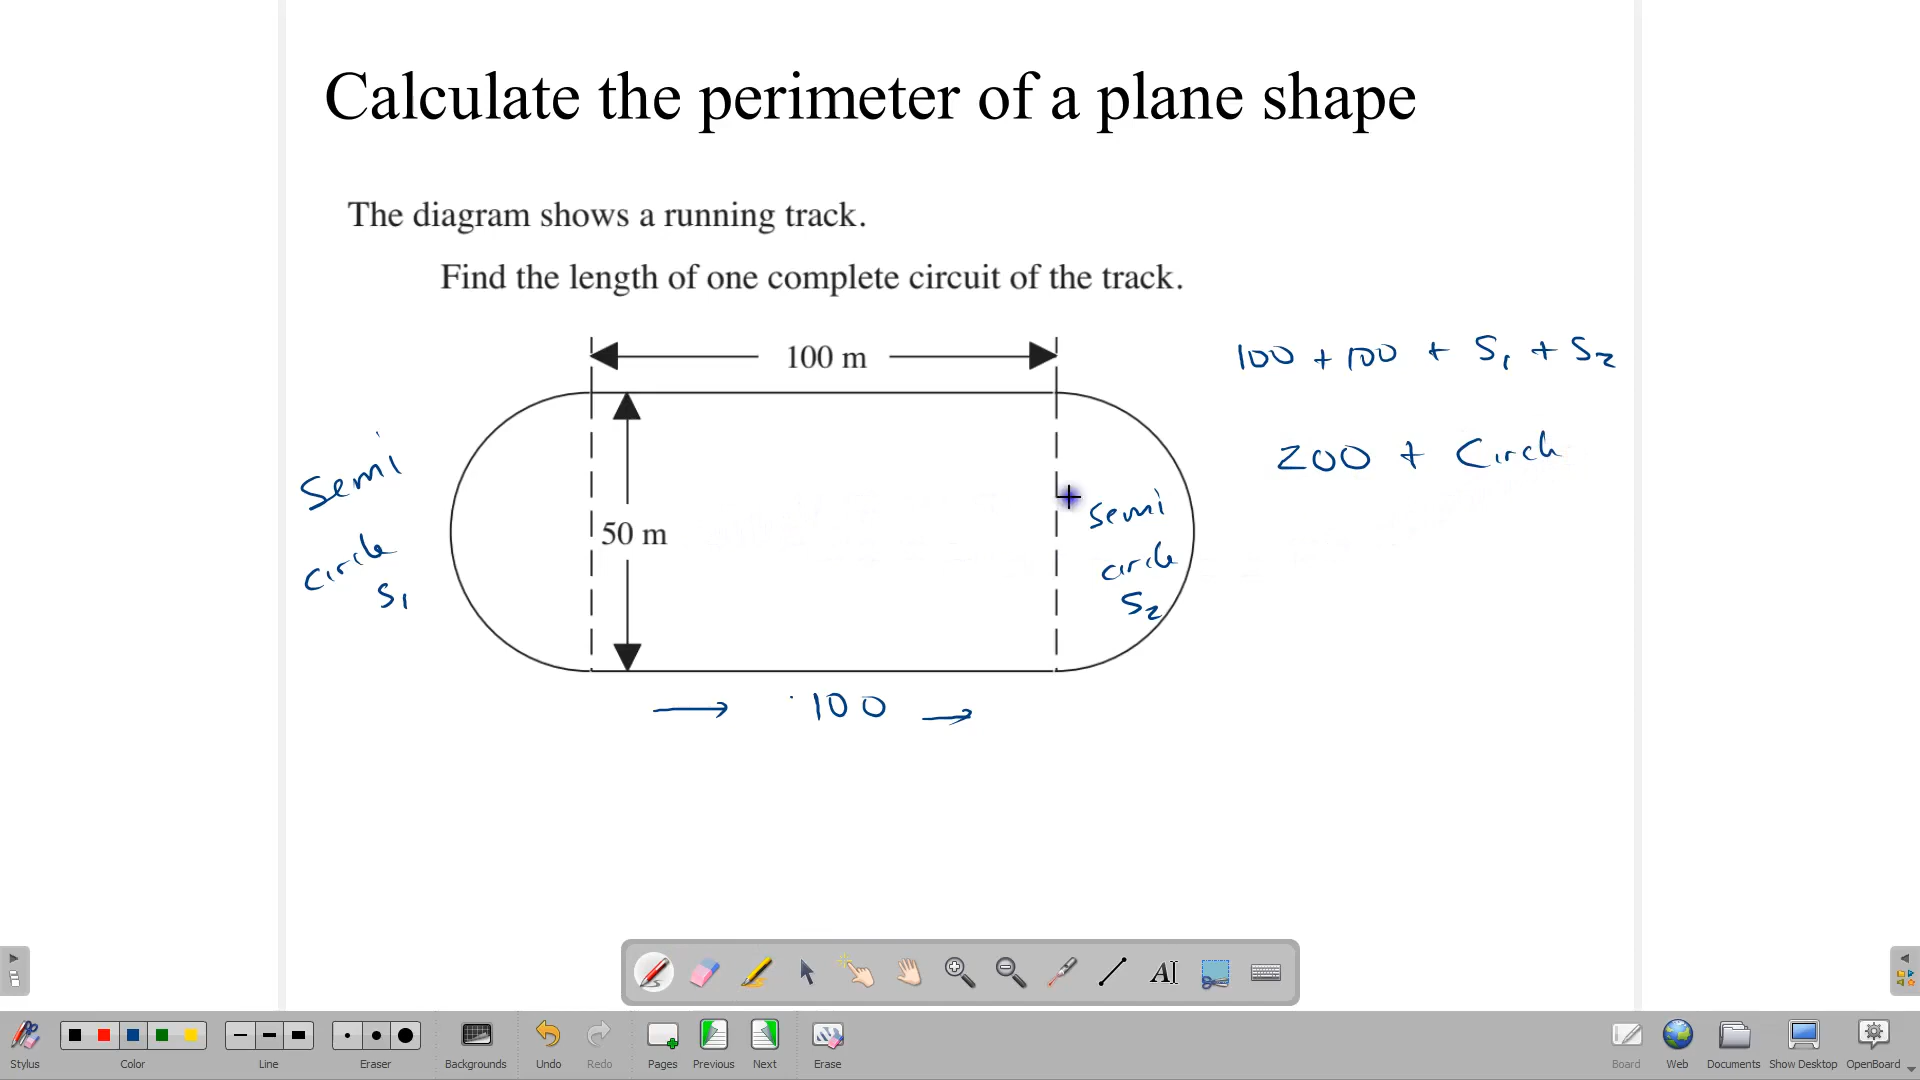 Calculate the perimeter of a plane shape
The diagram shows a running track.
Find the length of one complete circuit of the track.
100 m
100 + 100 + S1 + S2
200 + Circle
Semi
circle
S1
50 m
Semi
circle
S2
100
Stylus
Color
Line
Eraser
Backgrounds
Undo
Redo
Pages
Previous
Next
Erase
Board
Web
Documents
Show Desktop
OpenBoard